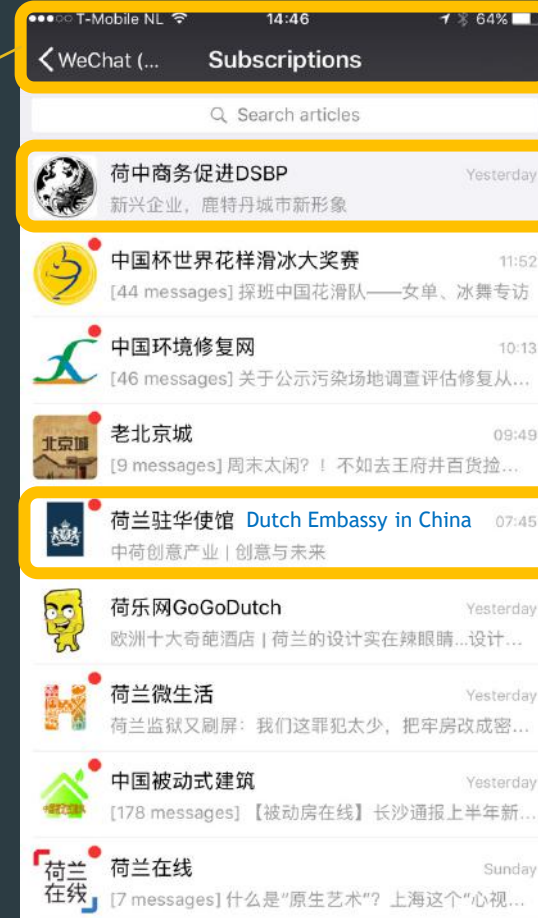 T-Mobile NL 14:46 64%
WeChat (... Subscriptions
Search articles
荷中商务促进DSBP Yesterday
新兴企业，鹿特丹城市新形象
中国杯世界花样滑冰大奖赛 11:52
[44 messages] 探班中国花滑队——女单、冰舞专访
中国环境修复网 10:13
[46 messages] 关于公示污染场地调查评估修复从...
北京城
老北京城 09:49
[9 messages] 周末太闲？！不如去王府井百货捡...
荷兰驻华使馆 Dutch Embassy in China 07:45
中荷创意产业 | 创意与未来
荷乐网GoGoDutch Yesterday
欧洲十大奇葩酒店 | 荷兰的设计实在辣眼睛...设计...
荷兰微生活 Yesterday
荷兰监狱又刷屏：我们这罪犯太少，把牢房改成密...
中国被动式建筑 Yesterday
[178 messages] 【被动房在线】长沙通报上半年新...
荷兰在线
荷兰在线 Sunday
[7 messages] 什么是“原生艺术”？上海这个“心视...